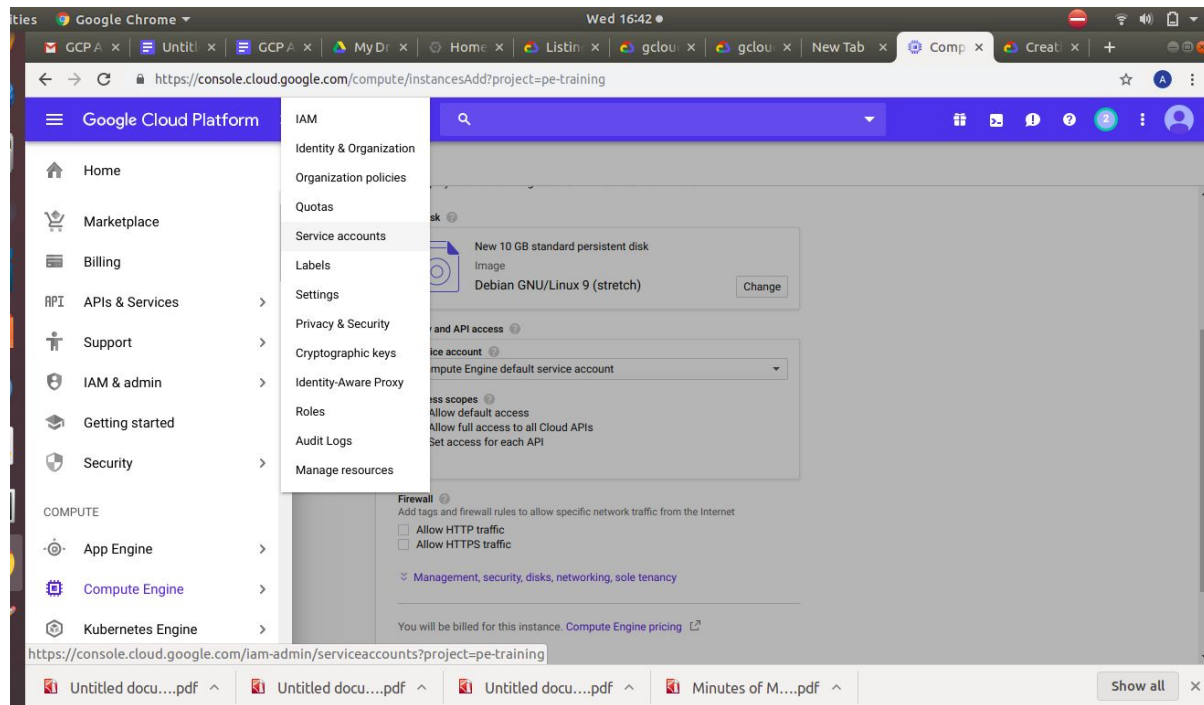 ities Google Chrome Wed 16:42
GCP A Untitl GCP A My Dr Home Listin gclou gclou New Tab Comp Creati
https://console.cloud.google.com/compute/instancesAdd?project=pe-training A
Google Cloud Platform 2
Home
Marketplace
Billing
API APIs & Services
Support
IAM & admin
Getting started
Security
COMPUTE
App Engine
Compute Engine
Kubernetes Engine
IAM
Identity & Organization
Organization policies
Quotas
Service accounts
Labels
Settings
Privacy & Security
Cryptographic keys
Identity-Aware Proxy
Roles
Audit Logs
Manage resources
sk
New 10 GB standard persistent disk
Image
Debian GNU/Linux 9 (stretch)
Change
and API access
ice account
mpute Engine default service account
ess scopes
Allow default access
Allow full access to all Cloud APIs
Set access for each API
Firewall
Add tags and firewall rules to allow specific network traffic from the Internet
Allow HTTP traffic
Allow HTTPS traffic
Management, security, disks, networking, sole tenancy
You will be billed for this instance. Compute Engine pricing
https://console.cloud.google.com/iam-admin/serviceaccounts?project=pe-training
Untitled docu....pdf Untitled docu....pdf Untitled docu....pdf Minutes of M....pdf Show all